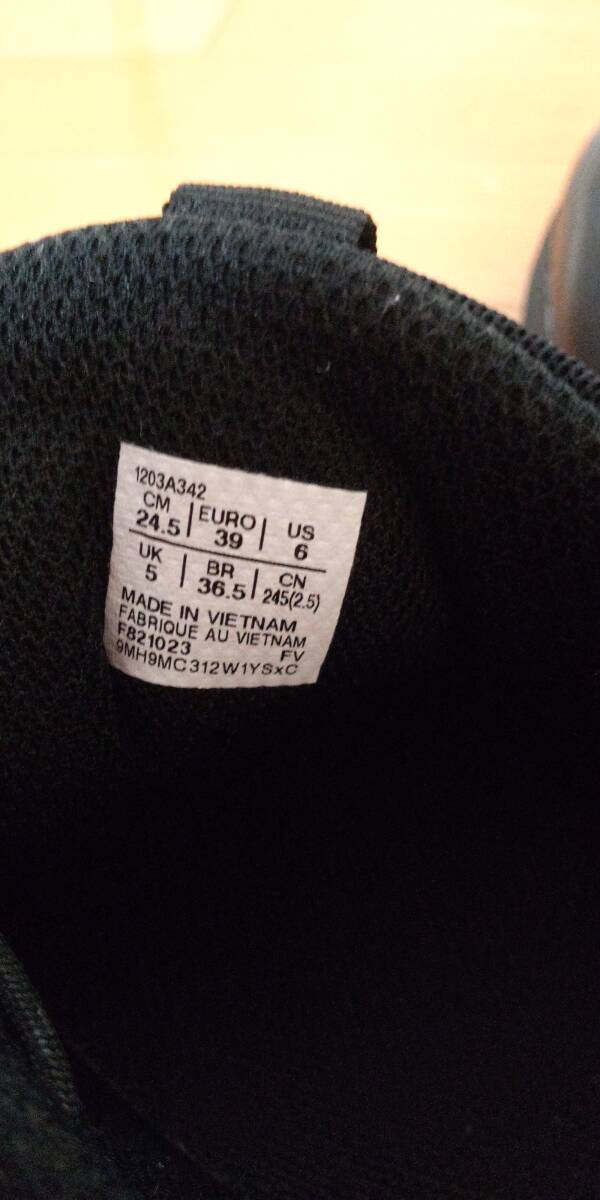 1203A342
CM | EURO | US
24.5 | 39 | 6
UK | BR | CN
5 | 36.5 | 245(2.5)
MADE IN VIETNAM
FABRIQUE AU VIETNAM
F821023 FV
9MH9MC312W1YSxC